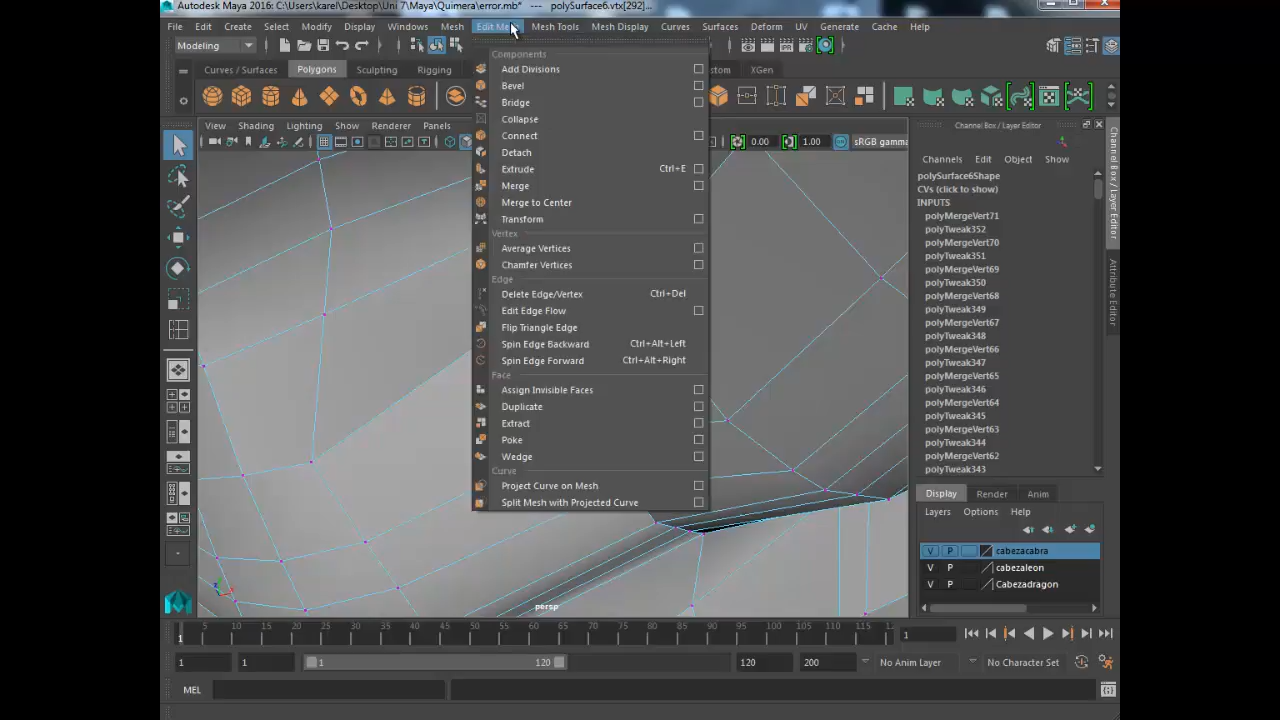 Autodesk Maya 2016: C:\Users\karel\Desktop\Uni 7\Maya\Quimera\error.mb* --- polySurface6.vtx[292]...
File Edit Create Select Modify Display Windows Mesh Edit Mesh Tools Mesh Display Curves Surfaces Deform UV Generate Cache Help
Modeling
Curves / Surfaces Polygons Sculpting Rigging XGen
View Shading Lighting Show Renderer Panels 0.00 1.00 sRGB gamma
Components
Add Divisions
Bevel
Bridge
Collapse
Connect
Detach
Extrude Ctrl+E
Merge
Merge to Center
Transform
Vertex
Average Vertices
Chamfer Vertices
Edge
Delete Edge/Vertex Ctrl+Del
Edit Edge Flow
Flip Triangle Edge
Spin Edge Backward Ctrl+Alt+Left
Spin Edge Forward Ctrl+Alt+Right
Face
Assign Invisible Faces
Duplicate
Extract
Poke
Wedge
Curve
Project Curve on Mesh
Split Mesh with Projected Curve
persp
Channel Box / Layer Editor
Channels Edit Object Show
polySurface6Shape
CVs (click to show)
INPUTS
polyMergeVert71
polyTweak352
polyMergeVert70
polyTweak351
polyMergeVert69
polyTweak350
polyMergeVert68
polyTweak349
polyMergeVert67
polyTweak348
polyMergeVert66
polyTweak347
polyMergeVert65
polyTweak346
polyMergeVert64
polyTweak345
polyMergeVert63
polyTweak344
polyMergeVert62
polyTweak343
Display Render Anim
Layers Options Help
V P cabezacabra
V P cabezaleon
V P Cabezadragon
Channel Box / Layer Editor
Attribute Editor
1 5 10 15 20 25 30 35 40 45 50 55 60 65 70 75 80 85 90 95 100 105 110 115 12 1
1 1 1 120 120 200 No Anim Layer No Character Set
MEL